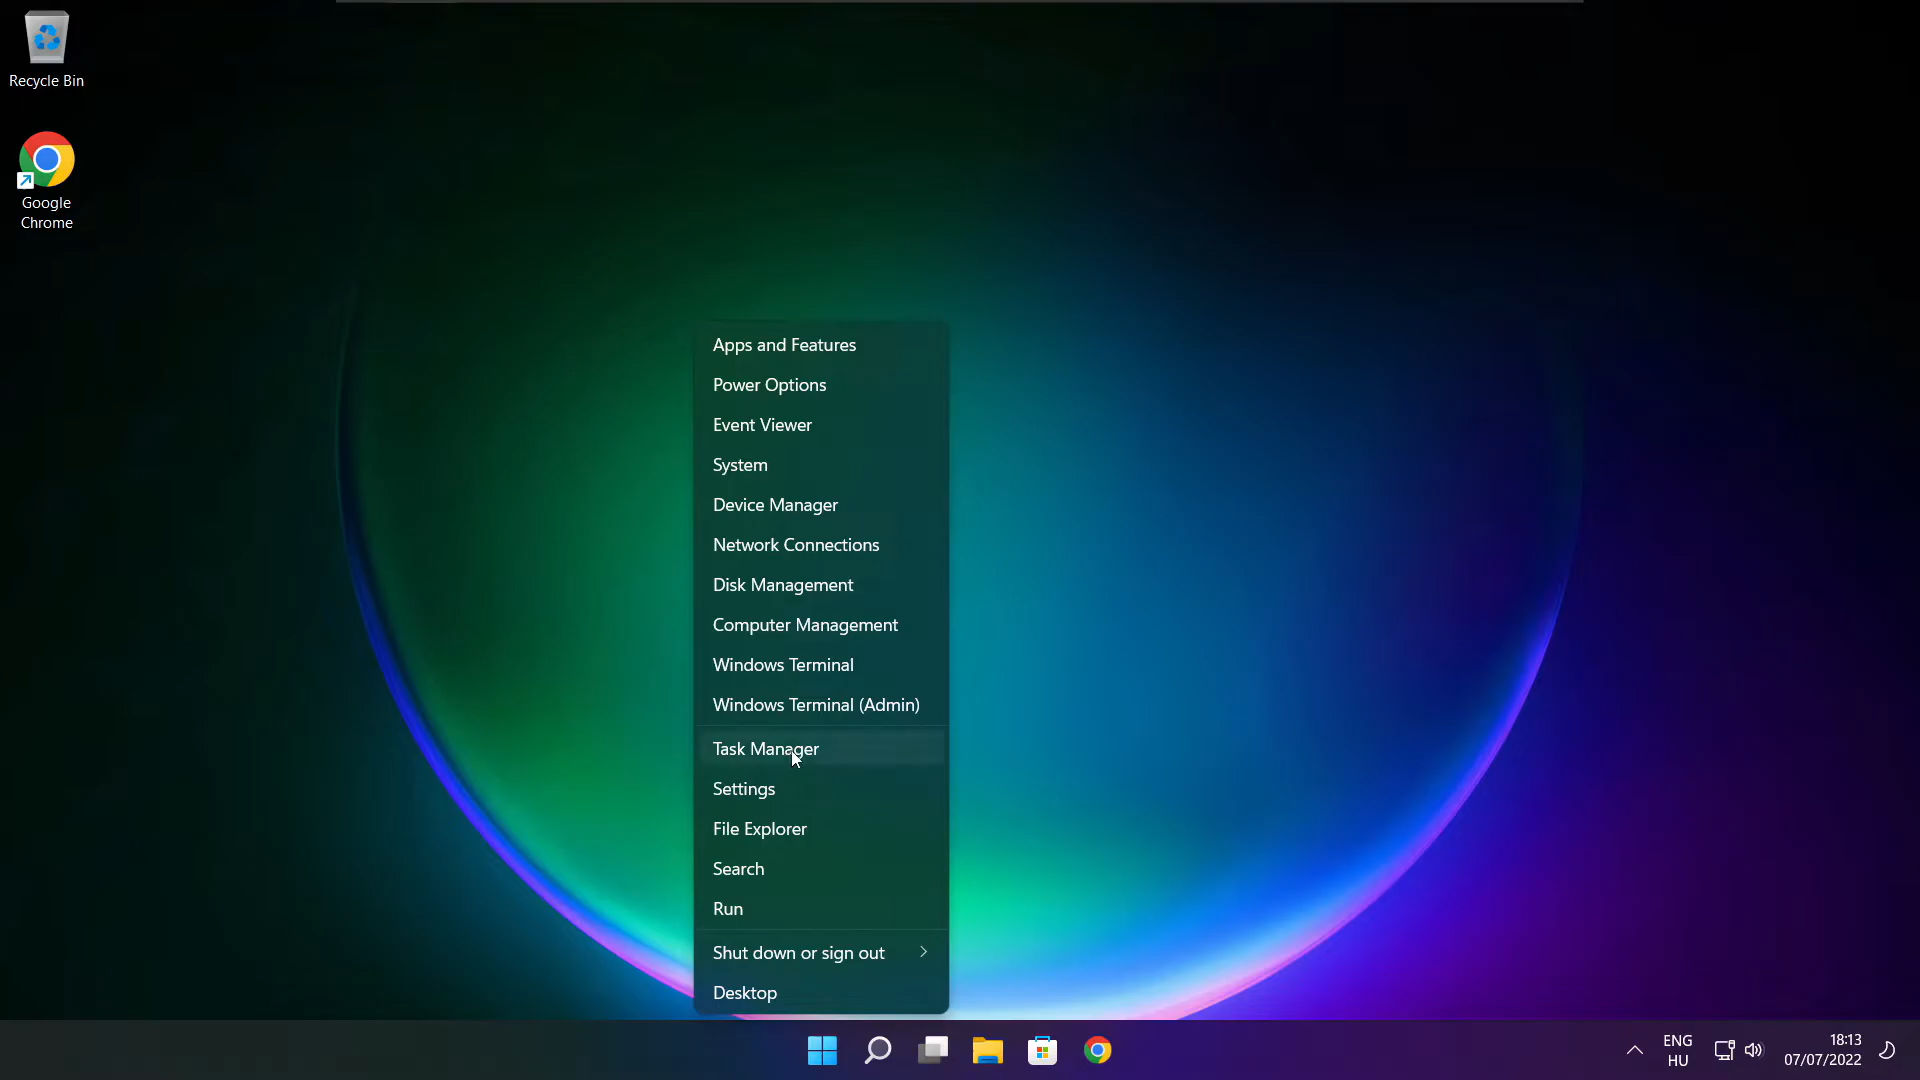 Recycle Bin
Google
Chrome
Apps and Features
Power Options
Event Viewer
System
Device Manager
Network Connections
Disk Management
Computer Management
Windows Terminal
Windows Terminal (Admin)
Task Manager
Settings
File Explorer
Search
Run
Shut down or sign out
Desktop
ENG
HU
18:13
07/07/2022